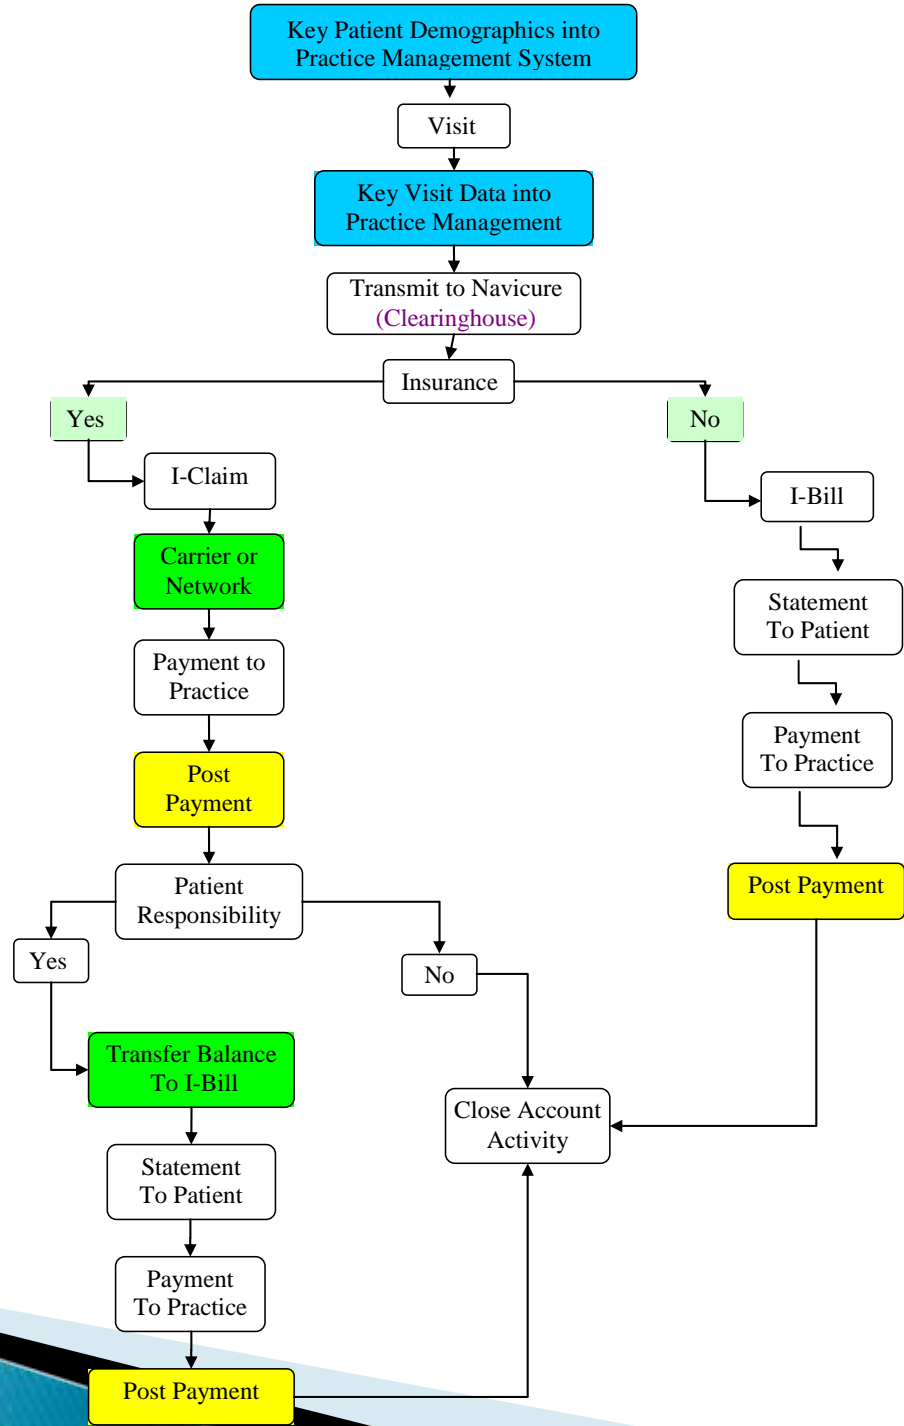 Key Patient Demographics into
Practice Management System
Visit
Key Visit Data into
Practice Management
Transmit to Navicure
(Clearinghouse)
Insurance
Yes
No
I-Claim
I-Bill
Carrier or
Network
Statement
To Patient
Payment to
Practice
Payment
To Practice
Post
Payment
Patient
Responsibility
Post Payment
Yes
No
Transfer Balance
To I-Bill
Close Account
Activity
Statement
To Patient
Payment
To Practice
Post Payment